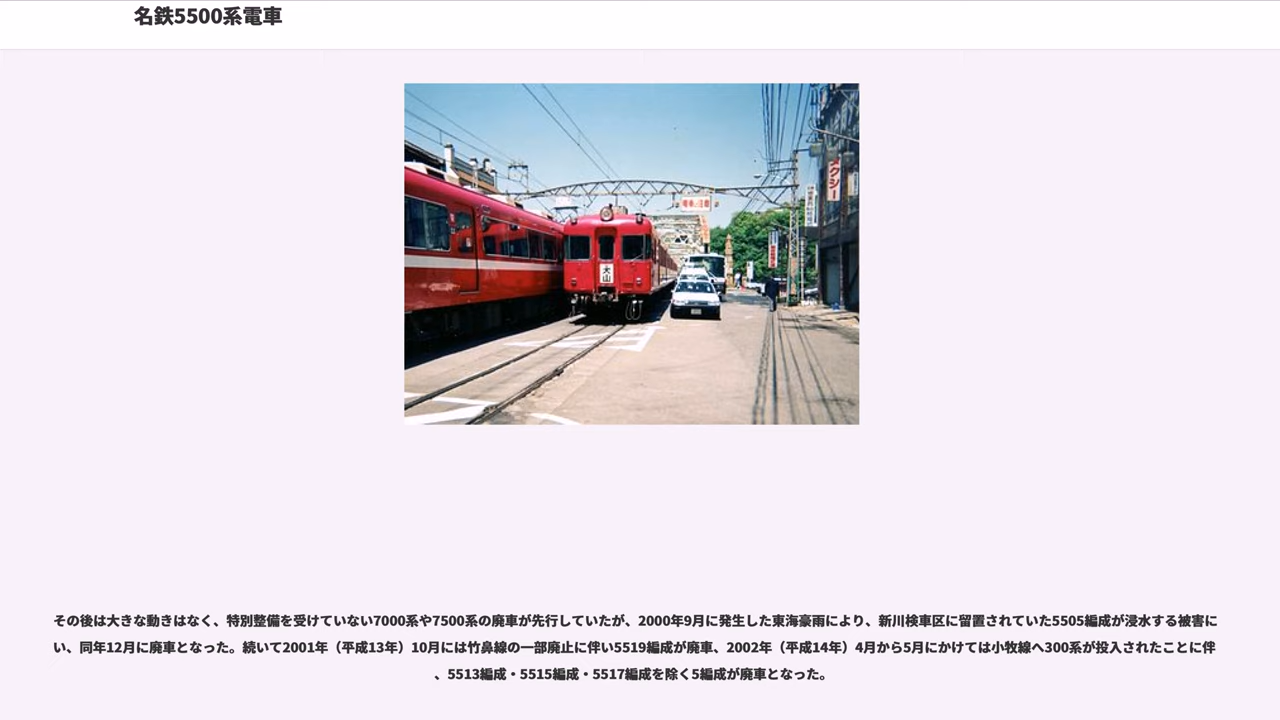 名鉄5500系電車
タクシー
犬山
その後は大きな動きはなく、特別整備を受けていない7000系や7500系の廃車が先行していたが、2000年9月に発生した東海豪雨により、新川検車区に留置されていた5505編成が浸水する被害に
い、同年12月に廃車となった。続いて2001年（平成13年）10月には竹鼻線の一部廃止に伴い5519編成が廃車、2002年（平成14年）4月から5月にかけては小牧線へ300系が投入されたことに伴
、5513編成・5515編成・5517編成を除く5編成が廃車となった。